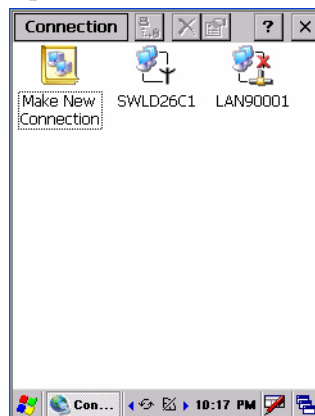 Connection
?
Make New
Connection
SWLD26C1
LAN90001
Con...
10:17 PM